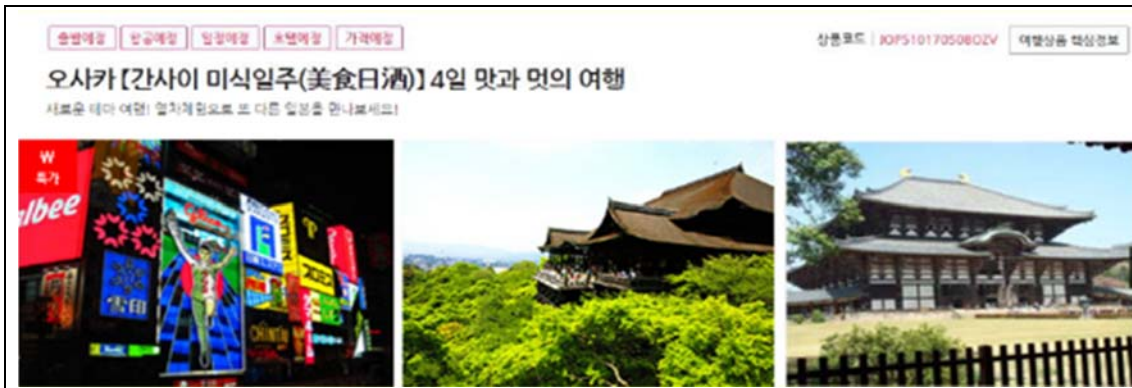 출발예정 항공예정 일정예정 호텔예정 가격예정
상품코드 | JOP510170508OZV 여행상품 핵심정보
오사카 【간사이 미식일주(美食日酒)】 4일 맛과 멋의 여행
새로운 테마 여행! 열차체험으로 또 다른 일본을 만나보세요!
W
특가
albee
雪印